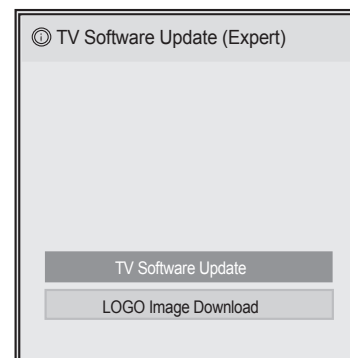 ⓘ TV Software Update (Expert)
TV Software Update
LOGO Image Download